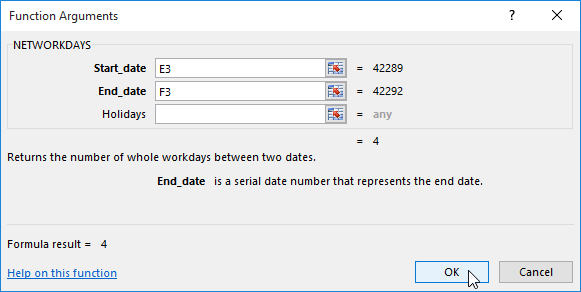 Function Arguments ?
NETWORKDAYS
Start_date E3 = 42289
End_date F3 = 42292
Holidays = any
= 4
Returns the number of whole workdays between two dates.
End_date is a serial date number that represents the end date.
Formula result = 4
Help on this function OK Cancel